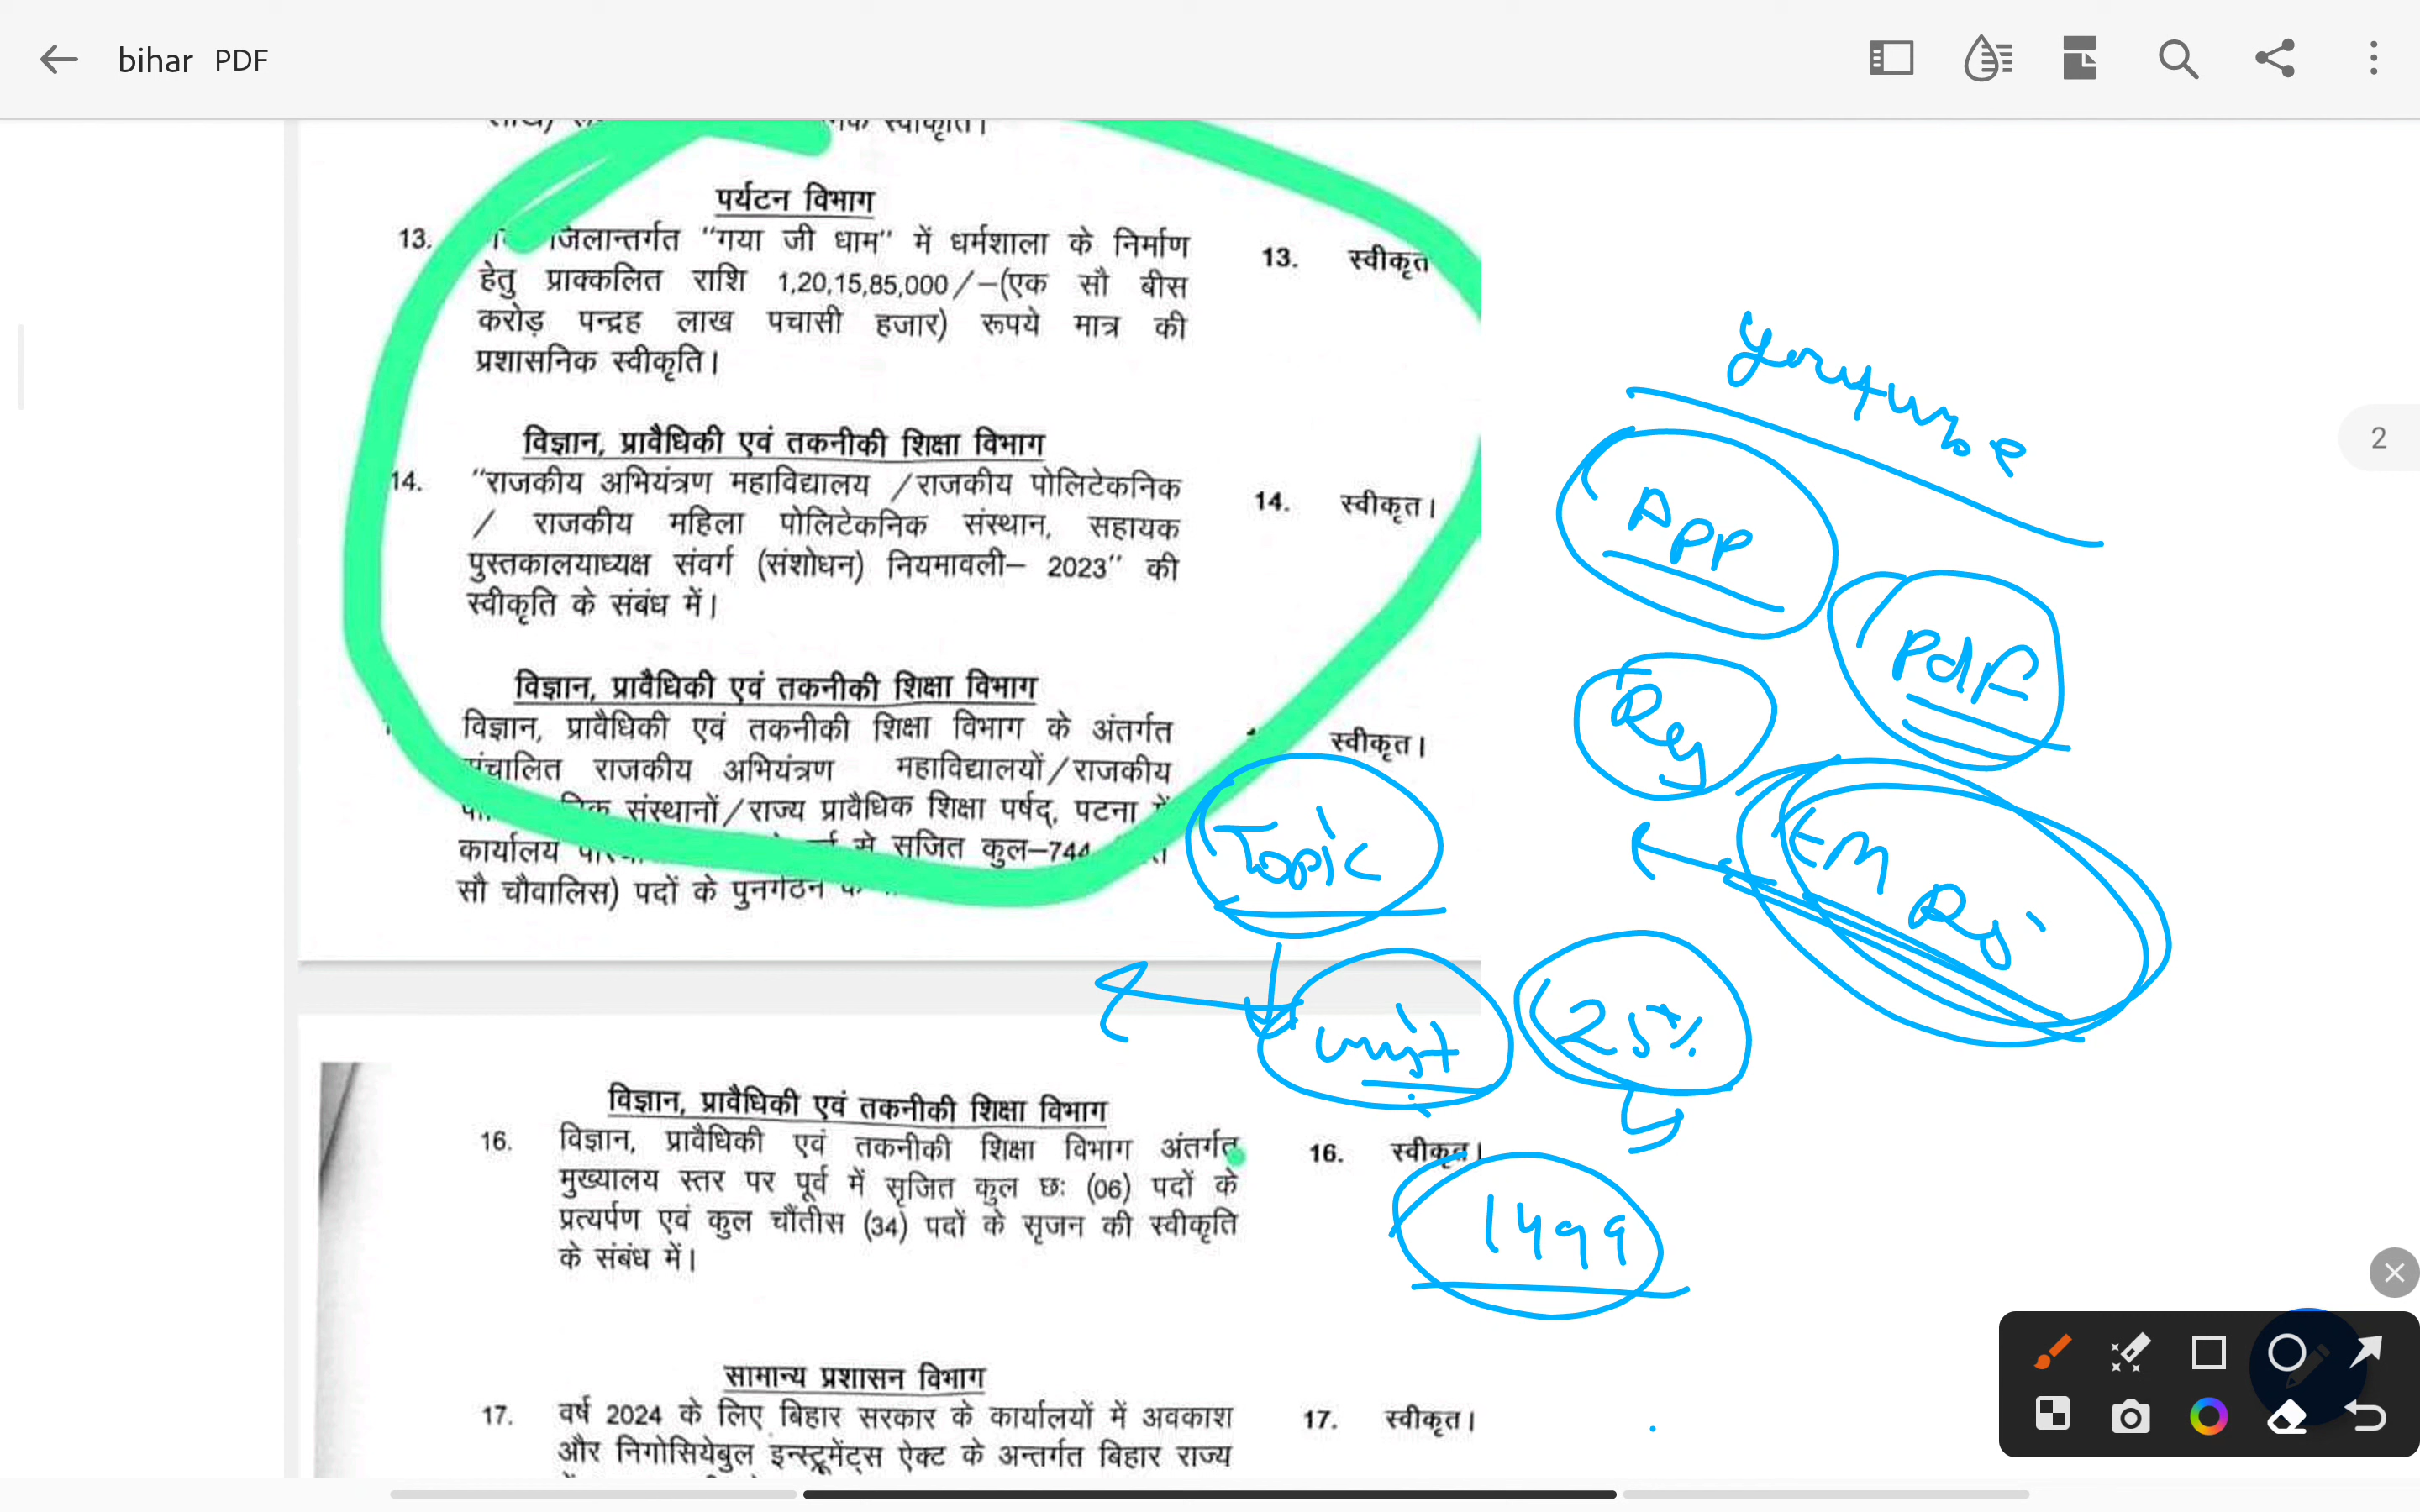 bihar PDF
स्वीकृति।
पर्यटन विभाग
13. जिलान्तर्गत "गया जी धाम" में धर्मशाला के निर्माण
हेतु प्राक्कलित राशि 1,20,15,85,000/–(एक सौ बीस
करोड़ पन्द्रह लाख पचासी हजार) रूपये मात्र की
प्रशासनिक स्वीकृति।
13. स्वीकृत
विज्ञान, प्रावैधिकी एवं तकनीकी शिक्षा विभाग
14. "राजकीय अभियंत्रण महाविद्यालय /राजकीय पोलिटेकनिक
/ राजकीय महिला पोलिटेकनिक संस्थान, सहायक
पुस्तकालयाध्यक्ष संवर्ग (संशोधन) नियमावली– 2023" की
स्वीकृति के संबंध में।
14. स्वीकृत।
विज्ञान, प्रावैधिकी एवं तकनीकी शिक्षा विभाग
विज्ञान, प्रावैधिकी एवं तकनीकी शिक्षा विभाग के अंतर्गत
संचालित राजकीय अभियंत्रण महाविद्यालयों/राजकीय
संस्थानों/राज्य प्रावैधिक शिक्षा पर्षद्, पटना में
कार्यालय से सृजित कुल–744
सौ चौवालिस) पदों के पुनर्गठन
स्वीकृत।
विज्ञान, प्रावैधिकी एवं तकनीकी शिक्षा विभाग
16. विज्ञान, प्रावैधिकी एवं तकनीकी शिक्षा विभाग अंतर्गत
मुख्यालय स्तर पर पूर्व में सृजित कुल छः (06) पदों के
प्रत्यर्पण एवं कुल चौंतीस (34) पदों के सृजन की स्वीकृति
के संबंध में।
16. स्वीकृत।
सामान्य प्रशासन विभाग
17. वर्ष 2024 के लिए बिहार सरकार के कार्यालयों में अवकाश
और निगोसियेबुल इन्स्ट्रूमेंट्स ऐक्ट के अन्तर्गत बिहार राज्य
17. स्वीकृत।
App
Pdf
Topic
unit
25%
1499
2